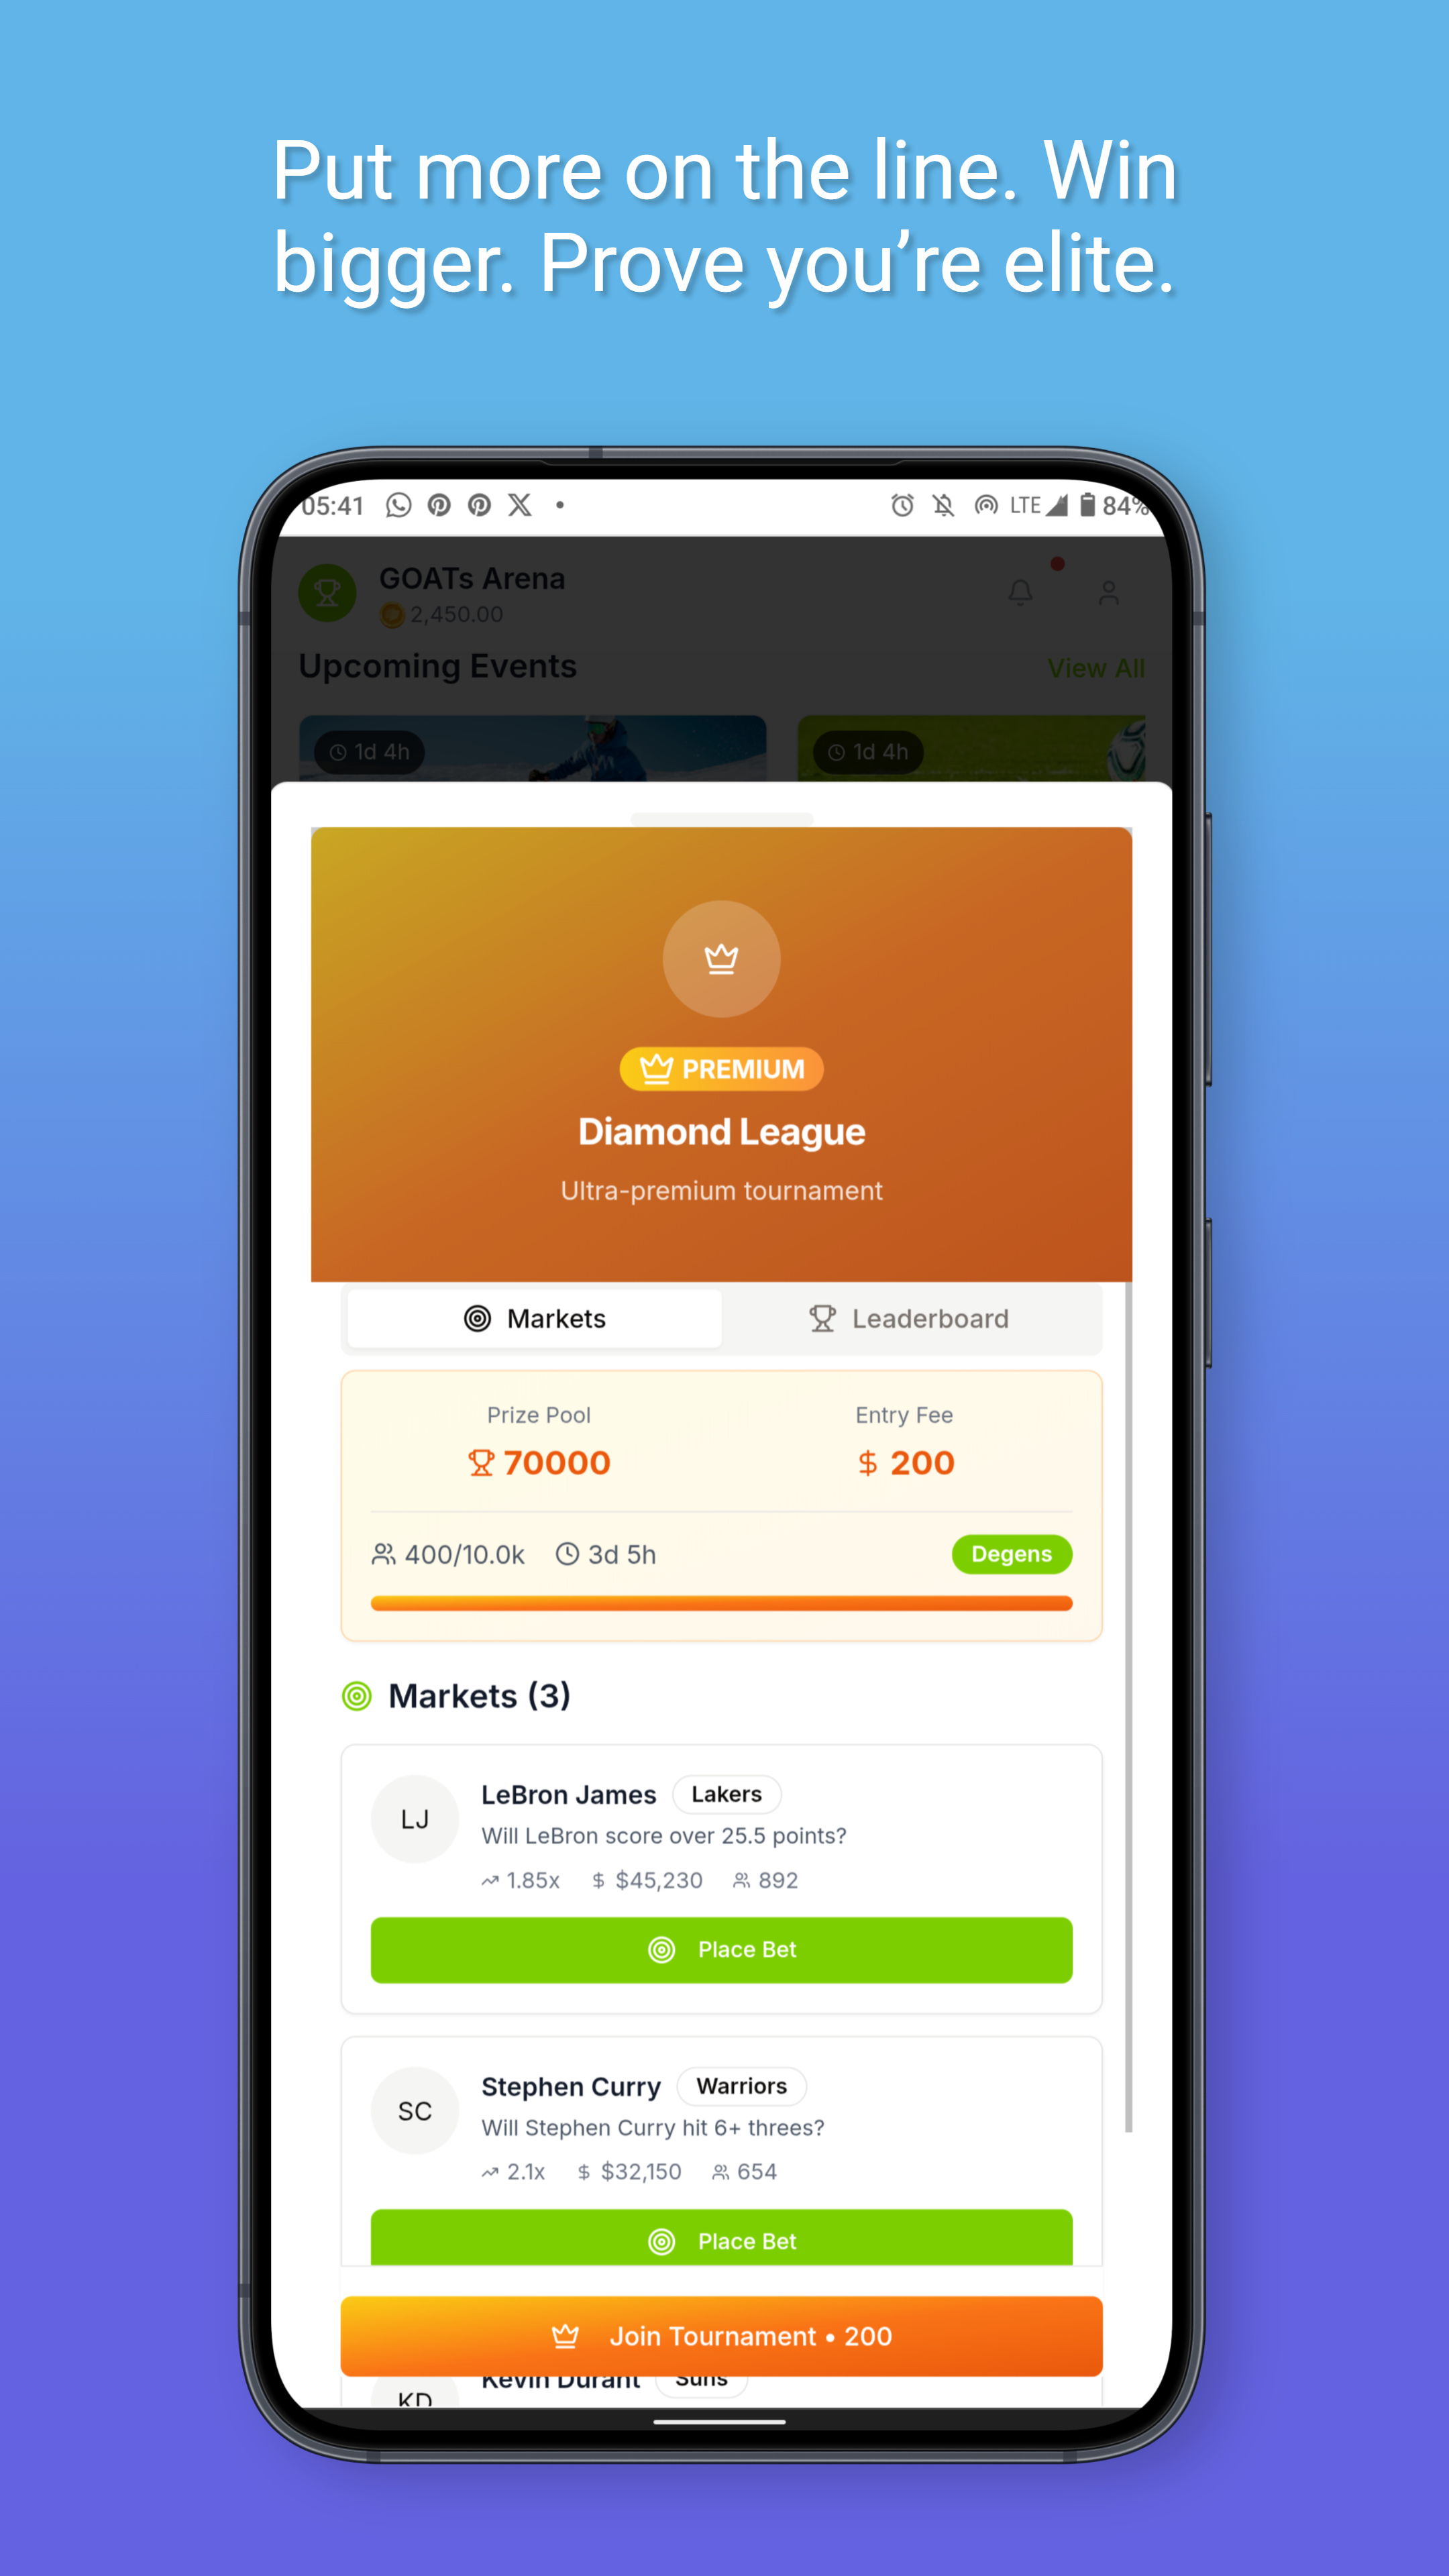 Put more on the line. Win
bigger. Prove you’re elite.
05:41 LTE 84%
GOATs Arena
2,450.00
Upcoming Events View All
1d 4h 1d 4h
PREMIUM
Diamond League
Ultra-premium tournament
Markets Leaderboard
Prize Pool Entry Fee
70000 $ 200
400/10.0k 3d 5h Degens
Markets (3)
LJ LeBron James Lakers
Will LeBron score over 25.5 points?
1.85x $ $45,230 892
Place Bet
SC Stephen Curry Warriors
Will Stephen Curry hit 6+ threes?
2.1x $ $32,150 654
Place Bet
Join Tournament • 200
KD Kevin Durant Suns